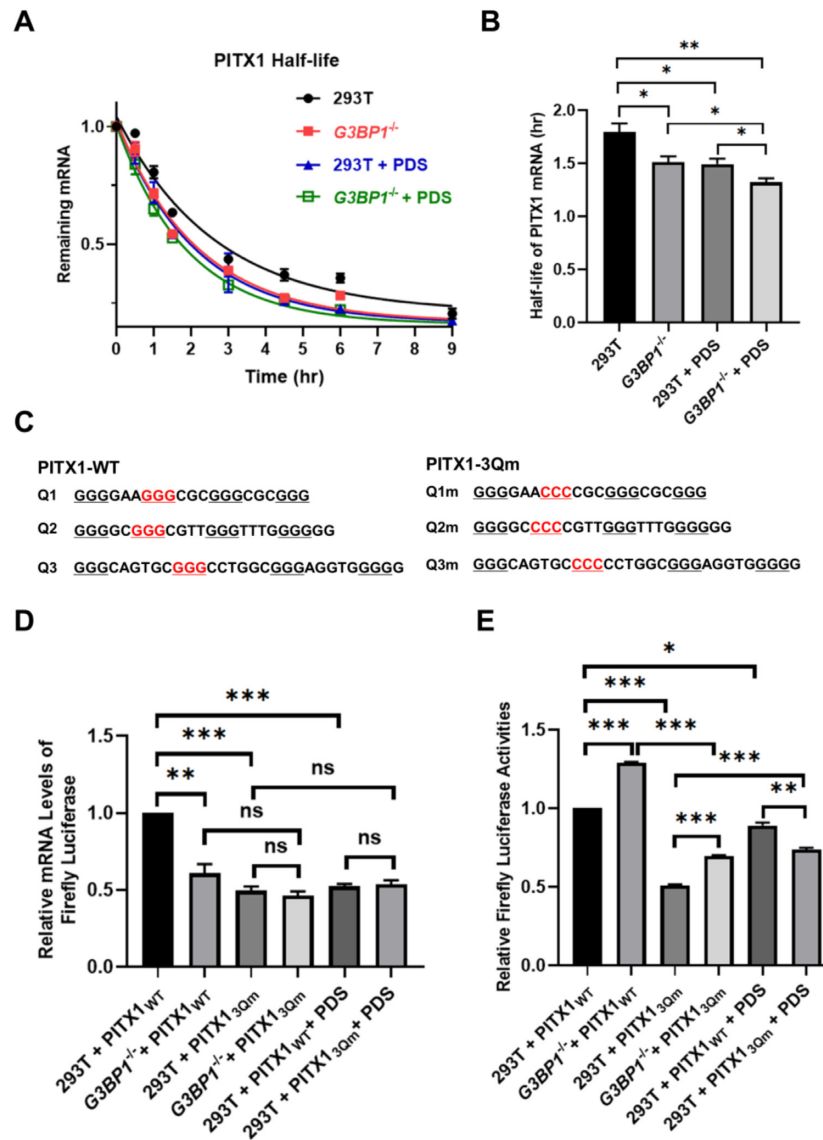 A
PITX1 Half-life
293T
G3BP1-/-
293T + PDS
G3BP1-/- + PDS
Remaining mRNA
1.0
0.5
0 1 2 3 4 5 6 7 8 9
Time (hr)
B
**
*
*
*
*
Half-life of PITX1 mRNA (hr)
2.0
1.5
1.0
0.5
0.0
293T
G3BP1-/-
293T + PDS
G3BP1-/- + PDS
C
PITX1-WT
Q1 GGGGAAGGGCGCGGGCGCGGG
Q2 GGGGCGGGCGTTGGGTTTGGGGGG
Q3 GGGCAGTGCGGGCCTGGCGGGAGGTGGGGG
PITX1-3Qm
Q1m GGGGAACCCCGCGGGCGCGGG
Q2m GGGGCCCCCGTTGGGTTTGGGGGG
Q3m GGGCAGTGCCCCCCTGGCGGGAGGTGGGGG
D
***
***
ns
**
ns
ns
ns
Relative mRNA Levels of
Firefly Luciferase
1.5
1.0
0.5
0.0
293T + PITX1WT
G3BP1-/- + PITX1WT
293T + PITX13Qm
G3BP1-/- + PITX13Qm
293T + PITX1WT + PDS
293T + PITX13Qm + PDS
E
*
***
***
***
***
***
**
Relative Firefly Luciferase Activities
1.5
1.0
0.5
0.0
293T + PITX1WT
G3BP1-/- + PITX1WT
293T + PITX13Qm
G3BP1-/- + PITX13Qm
293T + PITX1WT + PDS
293T + PITX13Qm + PDS